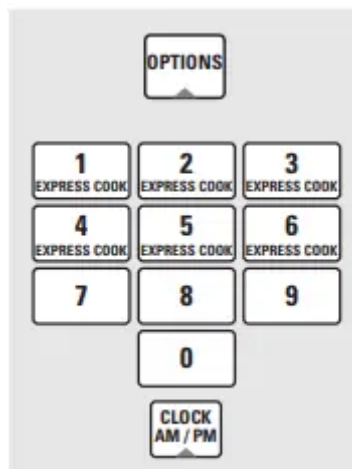 OPTIONS
1 2 3
EXPRESS COOK EXPRESS COOK EXPRESS COOK
4 5 6
EXPRESS COOK EXPRESS COOK EXPRESS COOK
7 8 9
0
CLOCK
AM / PM